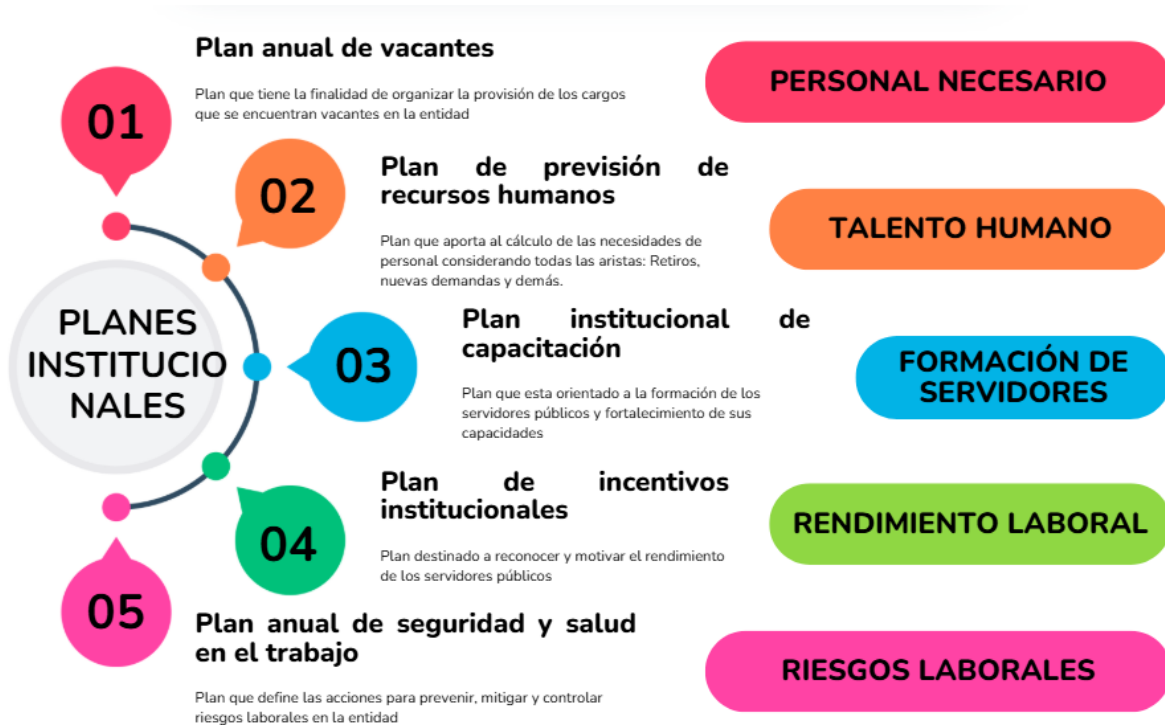 Plan anual de vacantes
Plan que tiene la finalidad de organizar la provisión de los cargos
que se encuentran vacantes en la entidad
01
PERSONAL NECESARIO
02
Plan de previsión de
recursos humanos
Plan que aporta al cálculo de las necesidades de
personal considerando todas las aristas: Retiros,
nuevas demandas y demás.
TALENTO HUMANO
PLANES
INSTITUCIO
NALES
03
Plan institucional de
capacitación
Plan que esta orientado a la formación de los
servidores públicos y fortalecimiento de sus
capacidades
FORMACIÓN DE
SERVIDORES
04
Plan de incentivos
institucionales
Plan destinado a reconocer y motivar el rendimiento
de los servidores públicos
RENDIMIENTO LABORAL
05
Plan anual de seguridad y salud
en el trabajo
Plan que define las acciones para prevenir, mitigar y controlar
riesgos laborales en la entidad
RIESGOS LABORALES